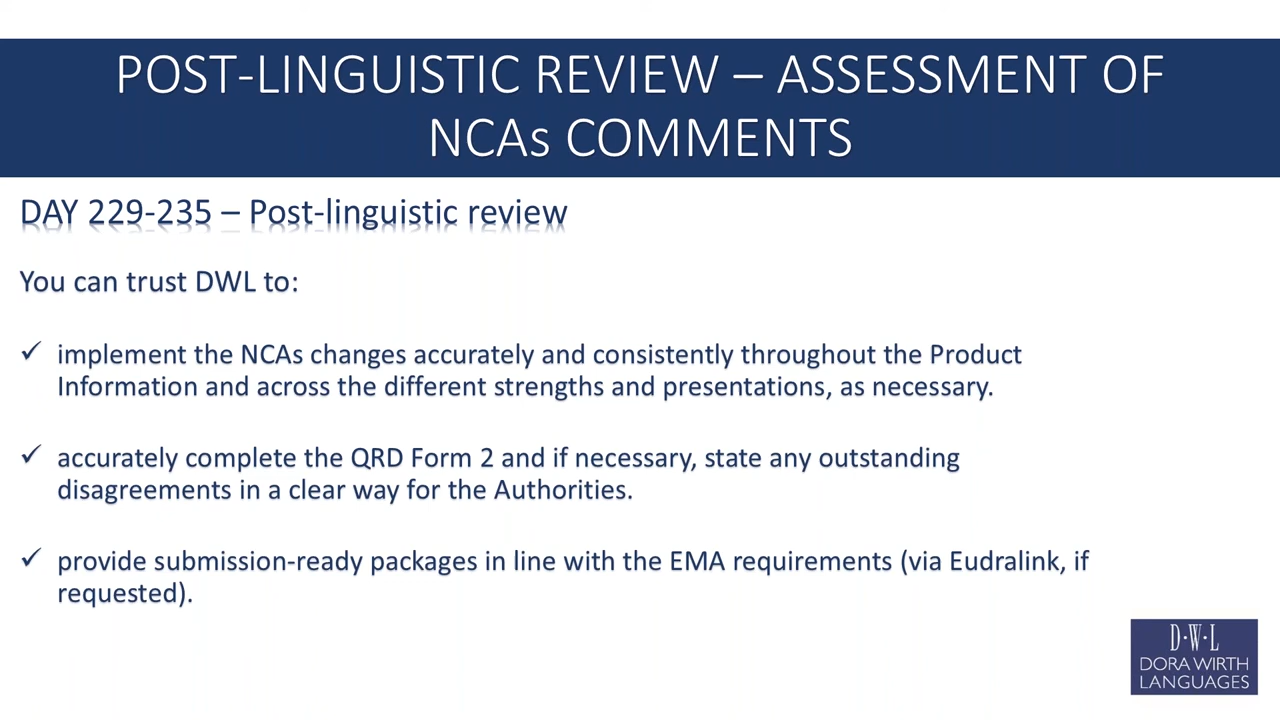 POST-LINGUISTIC REVIEW – ASSESSMENT OF
NCAs COMMENTS
DAY 229-235 – Post-linguistic review
You can trust DWL to:
✓ implement the NCAs changes accurately and consistently throughout the Product
Information and across the different strengths and presentations, as necessary.
✓ accurately complete the QRD Form 2 and if necessary, state any outstanding
disagreements in a clear way for the Authorities.
✓ provide submission-ready packages in line with the EMA requirements (via Eudralink, if
requested).
D·W·L
DORA WIRTH
LANGUAGES